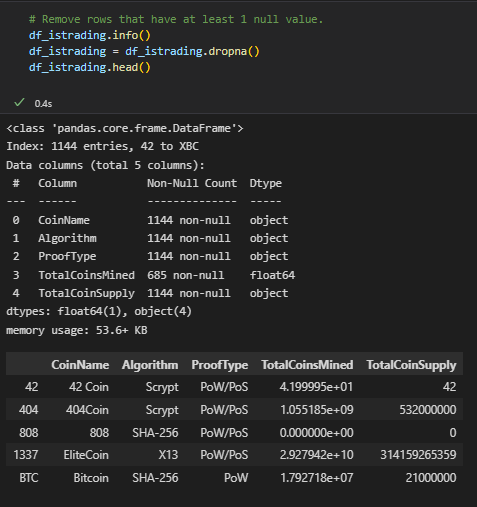 # Remove rows that have at least 1 null value.
df_istrading.info()
df_istrading = df_istrading.dropna()
df_istrading.head()
0.4s
<class 'pandas.core.frame.DataFrame'>
Index: 1144 entries, 42 to XBC
Data columns (total 5 columns):
# Column Non-Null Count Dtype
--- ------ -------------- -----
0 CoinName 1144 non-null object
1 Algorithm 1144 non-null object
2 ProofType 1144 non-null object
3 TotalCoinsMined 685 non-null float64
4 TotalCoinSupply 1144 non-null object
dtypes: float64(1), object(4)
memory usage: 53.6+ KB
CoinName Algorithm ProofType TotalCoinsMined TotalCoinSupply
42 42 Coin Scrypt PoW/PoS 4.199995e+01 42
404 404Coin Scrypt PoW/PoS 1.055185e+09 532000000
808 808 SHA-256 PoW/PoS 0.000000e+00 0
1337 EliteCoin X13 PoW/PoS 2.927942e+10 314159265359
BTC Bitcoin SHA-256 PoW 1.792718e+07 21000000